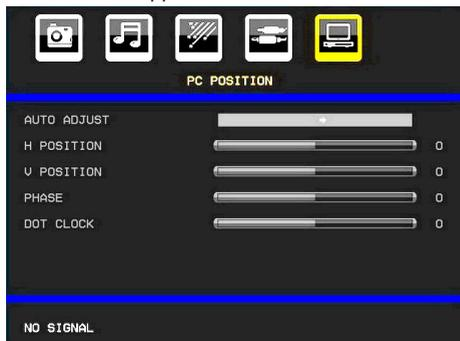 PC POSITION
AUTO ADJUST
H POSITION 0
V POSITION 0
PHASE 0
DOT CLOCK 0
NO SIGNAL